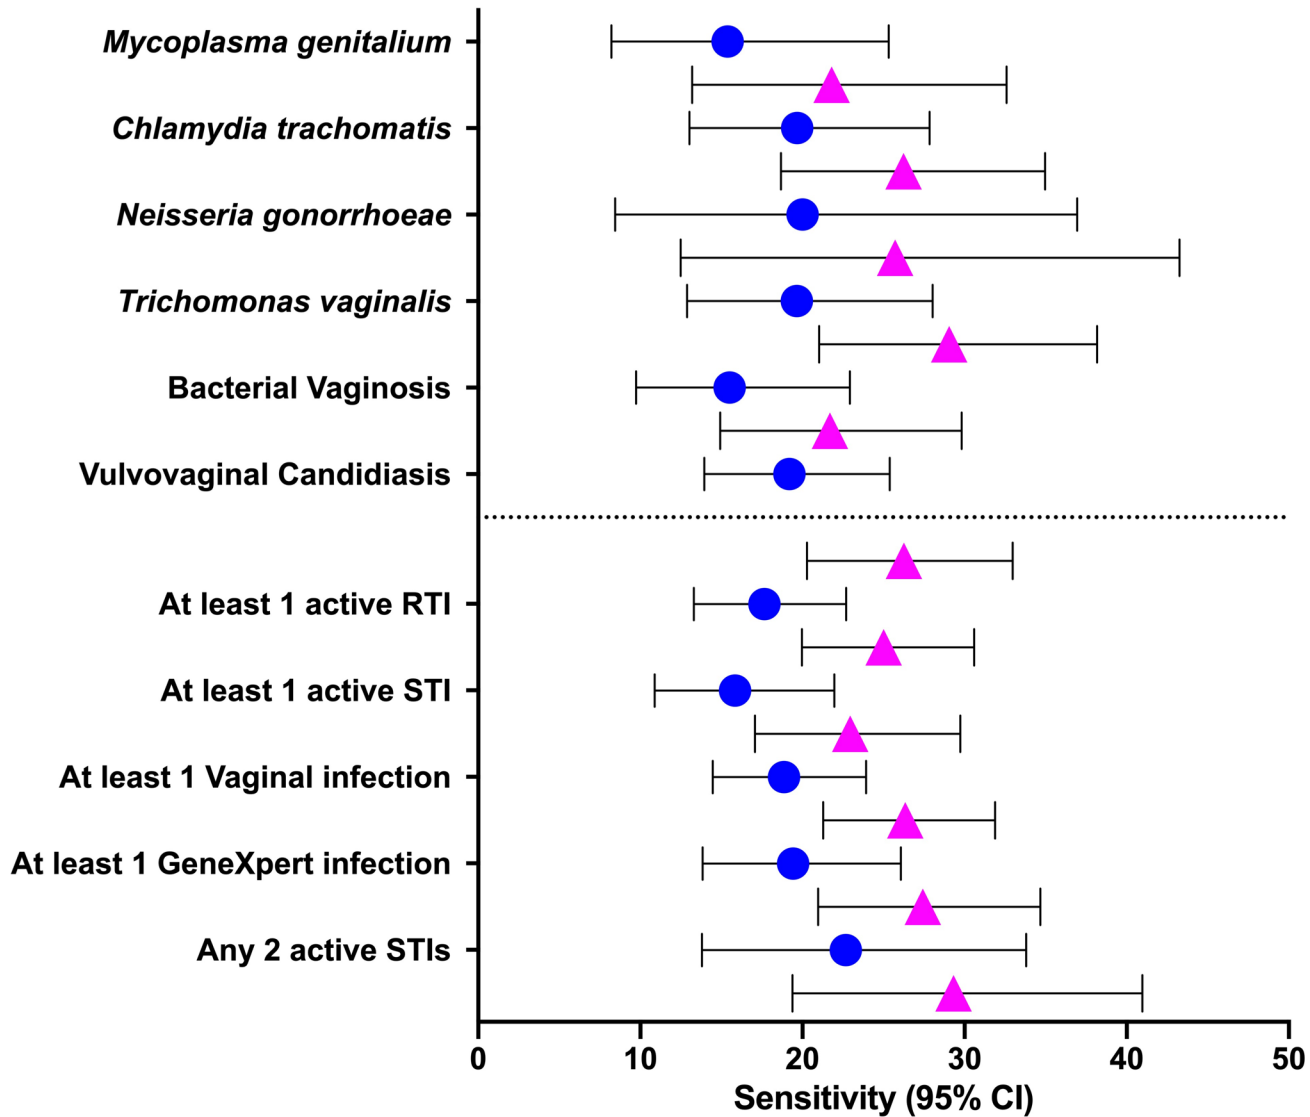 Mycoplasma genitalium
Chlamydia trachomatis
Neisseria gonorrhoeae
Trichomonas vaginalis
Bacterial Vaginosis
Vulvovaginal Candidiasis
At least 1 active RTI
At least 1 active STI
At least 1 Vaginal infection
At least 1 GeneXpert infection
Any 2 active STIs
0 10 20 30 40 50
Sensitivity (95% CI)